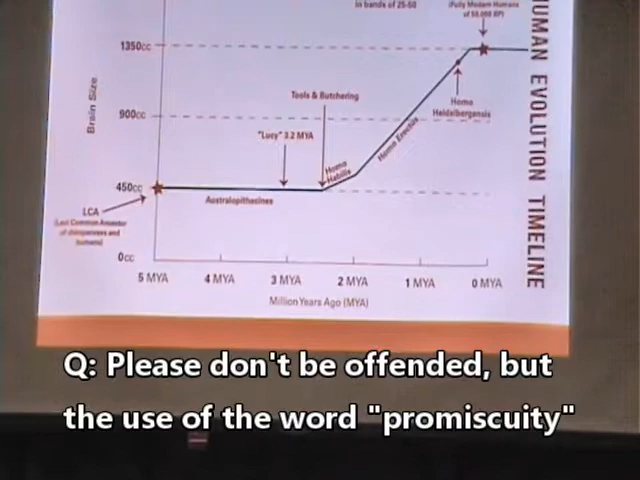 in bands of 25-50
(Fully Modern Humans
of 50,000 BP)
HUMAN EVOLUTION TIMELINE
1350cc
Tools & Butchering
Brain Size
900cc
Homo
Heidelbergensis
"Lucy" 3.2 MYA
Homo Erectus
Homo
Habilis
450cc
Australopithecines
LCA
(Last Common Ancestor
of chimpanzees and
humans)
0cc
5 MYA 4 MYA 3 MYA 2 MYA 1 MYA 0 MYA
Million Years Ago (MYA)
Q: Please don't be offended, but
the use of the word "promiscuity"